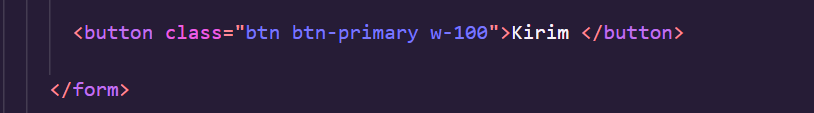 <button class="btn btn-primary w-100">Kirim </button>
</form>